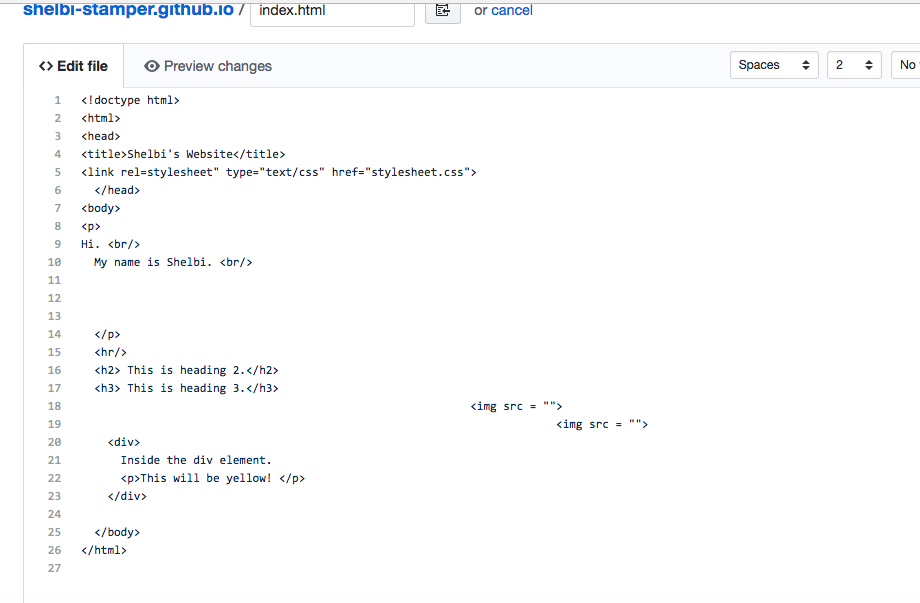 shelbi-stamper.github.io / index.html or cancel
<> Edit file Preview changes Spaces 2 No
1 <!doctype html>
2 <html>
3 <head>
4 <title>Shelbi's Website</title>
5 <link rel=stylesheet" type="text/css" href="stylesheet.css">
6 </head>
7 <body>
8 <p>
9 Hi. <br/>
10 My name is Shelbi. <br/>
11
12
13
14 </p>
15 <hr/>
16 <h2> This is heading 2.</h2>
17 <h3> This is heading 3.</h3>
18 <img src = "">
19 <img src = "">
20 <div>
21 Inside the div element.
22 <p>This will be yellow! </p>
23 </div>
24
25 </body>
26 </html>
27